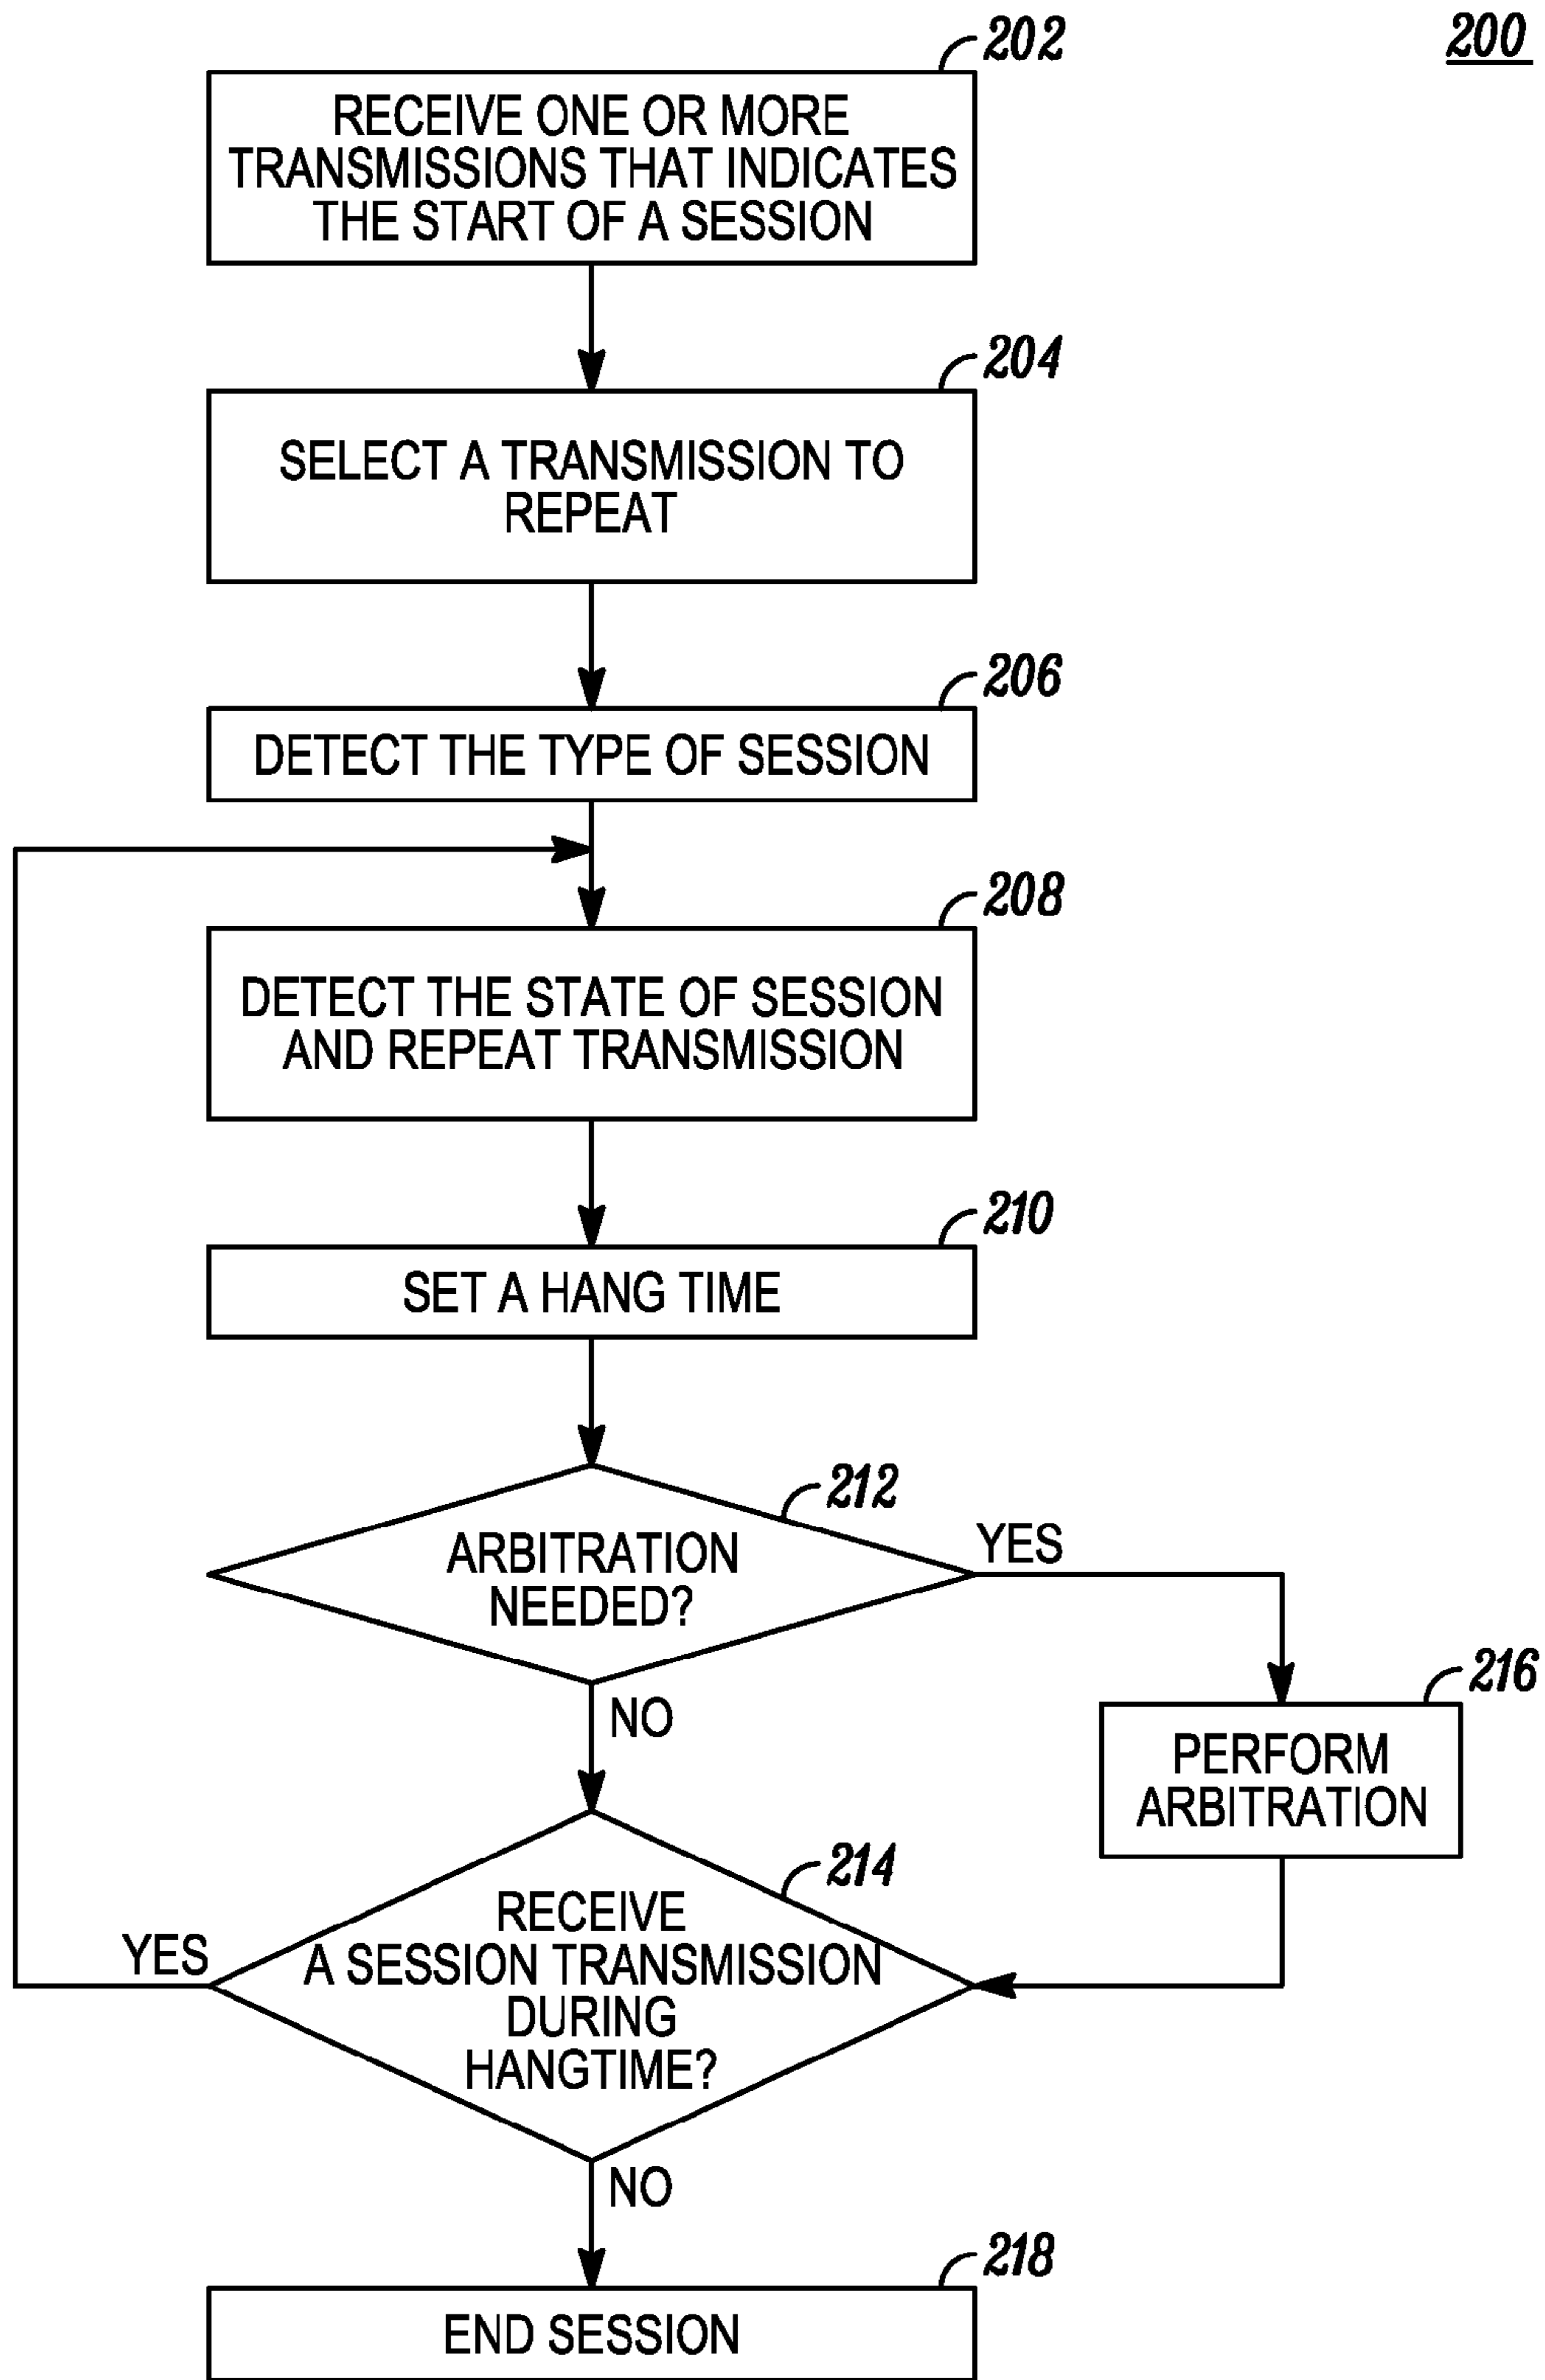 200
202
RECEIVE ONE OR MORE
TRANSMISSIONS THAT INDICATES
THE START OF A SESSION
204
SELECT A TRANSMISSION TO
REPEAT
206
DETECT THE TYPE OF SESSION
208
DETECT THE STATE OF SESSION
AND REPEAT TRANSMISSION
210
SET A HANG TIME
212
ARBITRATION
NEEDED?
YES
NO
216
PERFORM
ARBITRATION
214
RECEIVE
A SESSION TRANSMISSION
DURING
HANGTIME?
YES
NO
218
END SESSION